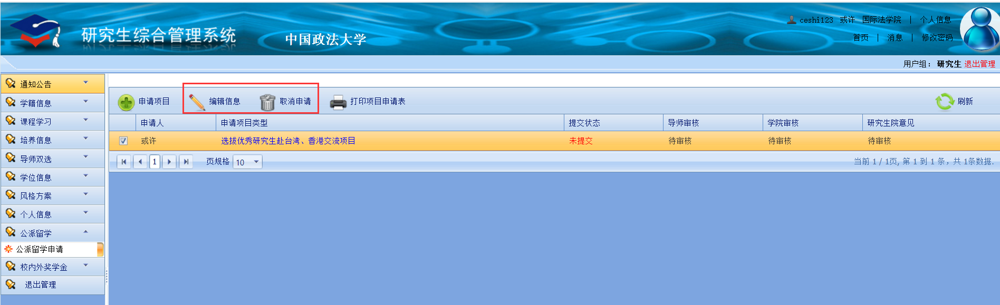 研究生综合管理系统
中国政法大学
ceshi123 或许 国际法学院 | 个人信息
首页 | 消息 | 修改密码
用户组： 研究生 退出管理
通知公告
学籍信息
课程学习
培养信息
导师双选
学位信息
风格方案
个人信息
公派留学
公派留学申请
校内外奖学金
退出管理
申请项目 编辑信息 取消申请 打印项目申请表 刷新
申请人 申请项目类型 提交状态 导师审核 学院审核 研究生院意见
或许 选拔优秀研究生赴台湾、香港交流项目 未提交 待审核 待审核 待审核
1 页规格 10 当前 1 / 1页, 第 1 到 1 条，共 1条数据.